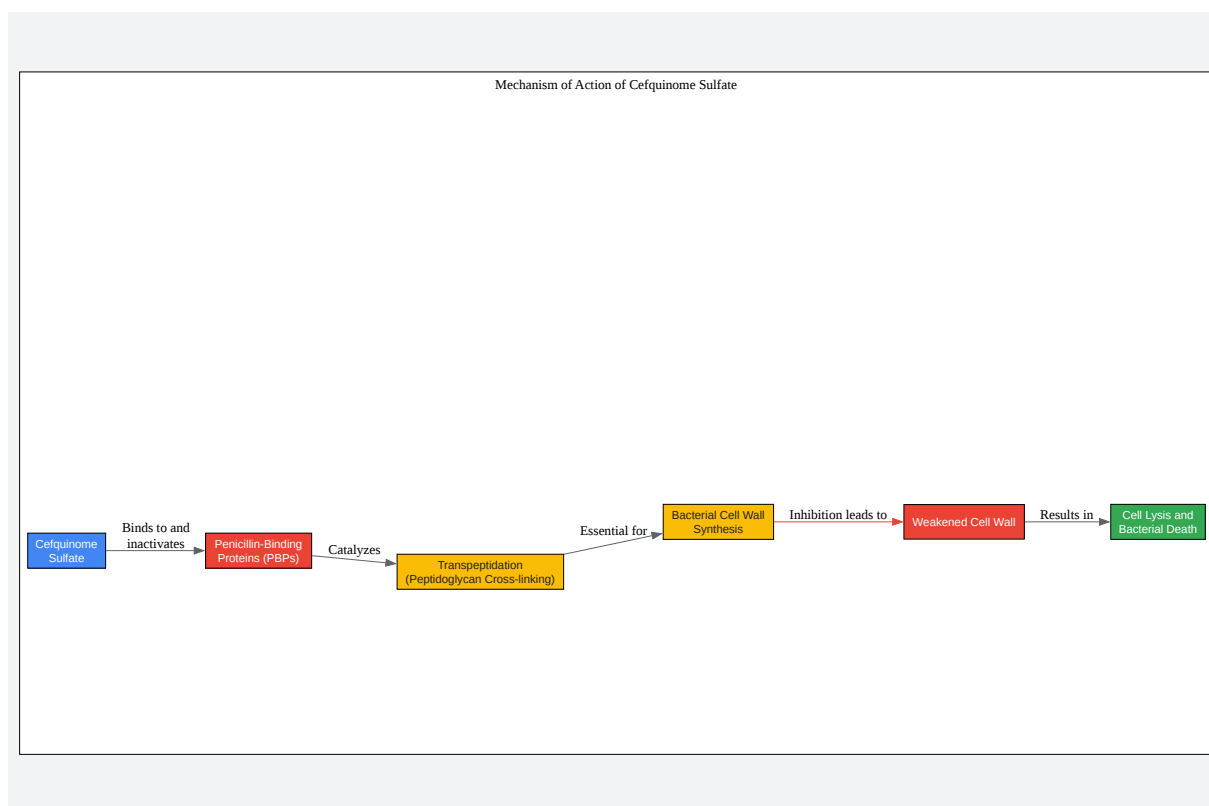 Mechanism of Action of Cefquinome Sulfate
Cefquinome
Sulfate
Binds to and
inactivates
Penicillin-Binding
Proteins (PBPs)
Catalyzes
Transpeptidation
(Peptidoglycan Cross-linking)
Essential for
Bacterial Cell Wall
Synthesis
Inhibition leads to
Weakened Cell Wall
Results in
Cell Lysis and
Bacterial Death